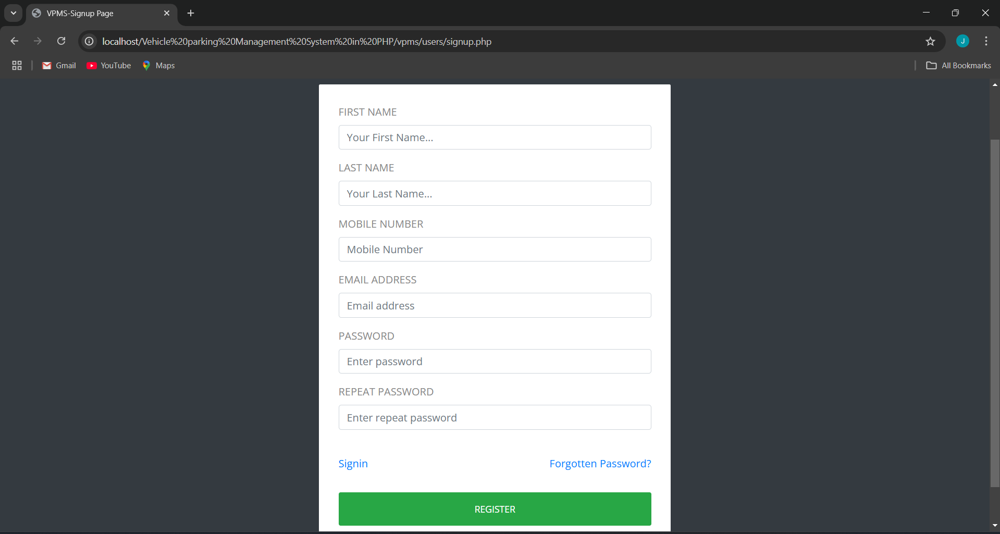 VPMS-Signup Page
localhost/Vehicle%20parking%20Management%20System%20in%20PHP/vpms/users/signup.php
J
Gmail YouTube Maps All Bookmarks
FIRST NAME
Your First Name...
LAST NAME
Your Last Name...
MOBILE NUMBER
Mobile Number
EMAIL ADDRESS
Email address
PASSWORD
Enter password
REPEAT PASSWORD
Enter repeat password
Signin Forgotten Password?
REGISTER